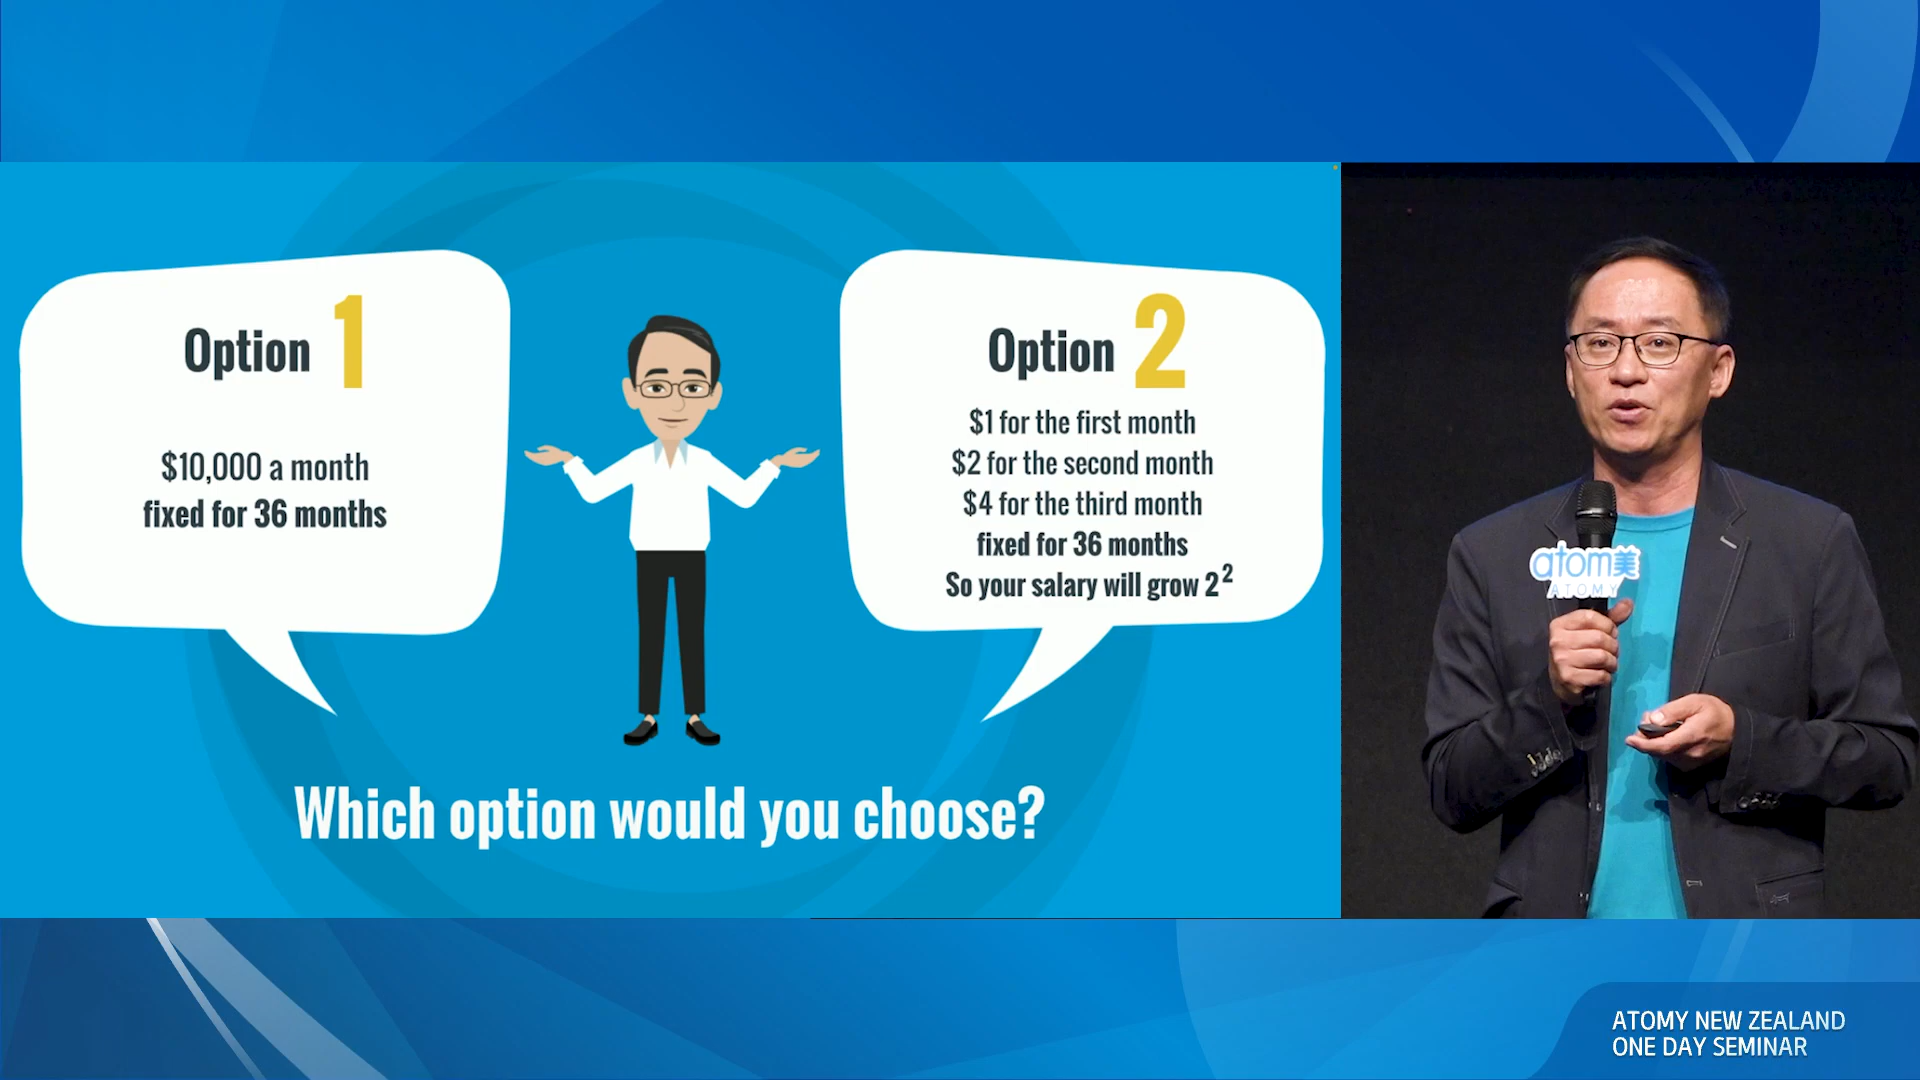 Option 1
$10,000 a month
fixed for 36 months
Option 2
$1 for the first month
$2 for the second month
$4 for the third month
fixed for 36 months
So your salary will grow 2²
Which option would you choose?
atom美
ATOMY
ATOMY NEW ZEALAND
ONE DAY SEMINAR